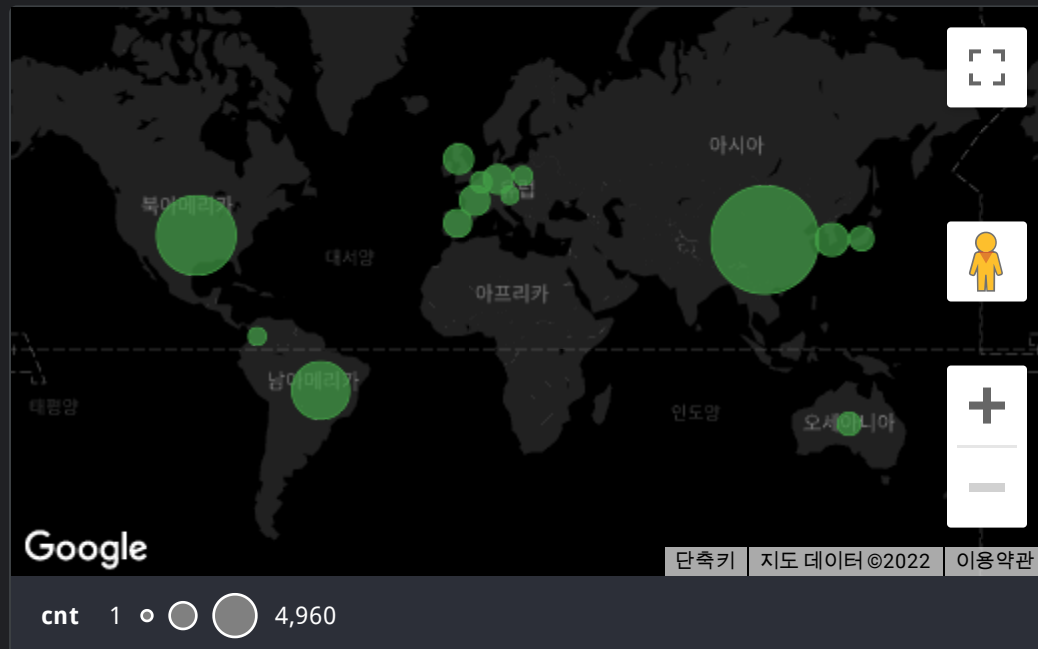 아시아
북아메리카
유럽
대서양
아프리카
남아메리카
태평양
인도양
오세아니아
Google
단축키
지도 데이터 ©2022
이용약관
cnt 1 4,960